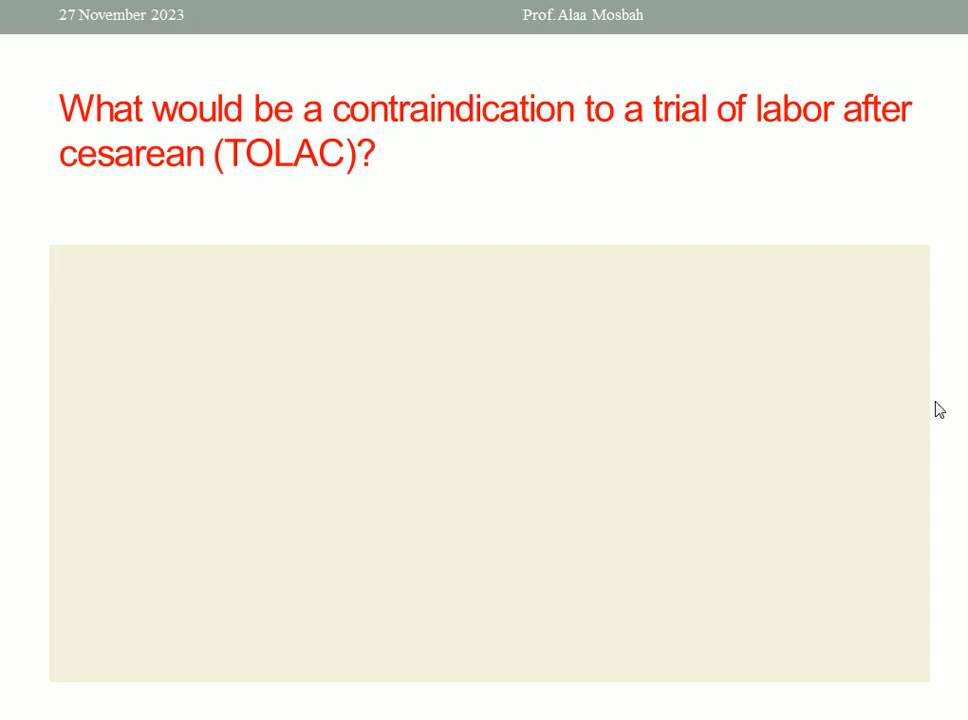 27 November 2023
Prof. Alaa Mosbah
What would be a contraindication to a trial of labor after
cesarean (TOLAC)?